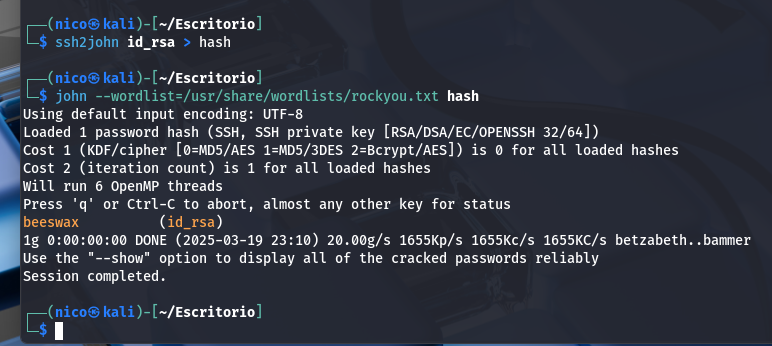 ┌──(nico㉿kali)-[~/Escritorio]
└─$ ssh2john id_rsa > hash
┌──(nico㉿kali)-[~/Escritorio]
└─$ john --wordlist=/usr/share/wordlists/rockyou.txt hash
Using default input encoding: UTF-8
Loaded 1 password hash (SSH, SSH private key [RSA/DSA/EC/OPENSSH 32/64])
Cost 1 (KDF/cipher [0=MD5/AES 1=MD5/3DES 2=Bcrypt/AES]) is 0 for all loaded hashes
Cost 2 (iteration count) is 1 for all loaded hashes
Will run 6 OpenMP threads
Press 'q' or Ctrl-C to abort, almost any other key for status
beeswax          (id_rsa)
1g 0:00:00:00 DONE (2025-03-19 23:10) 20.00g/s 1655Kp/s 1655Kc/s 1655KC/s betzabeth..bammer
Use the "--show" option to display all of the cracked passwords reliably
Session completed.
┌──(nico㉿kali)-[~/Escritorio]
└─$